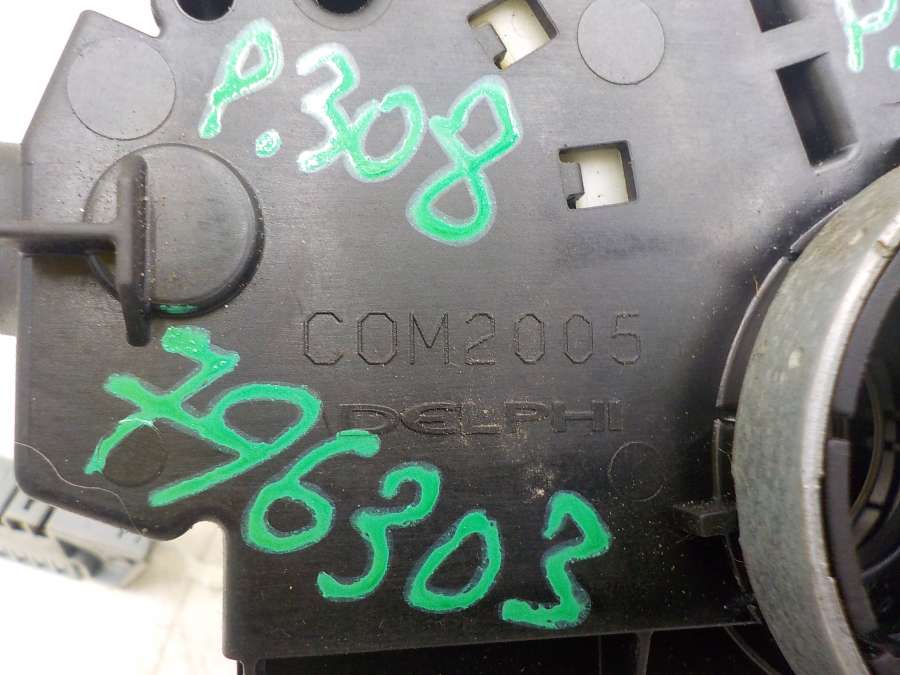 P.308
P.
COM2005
DELPHI
796303